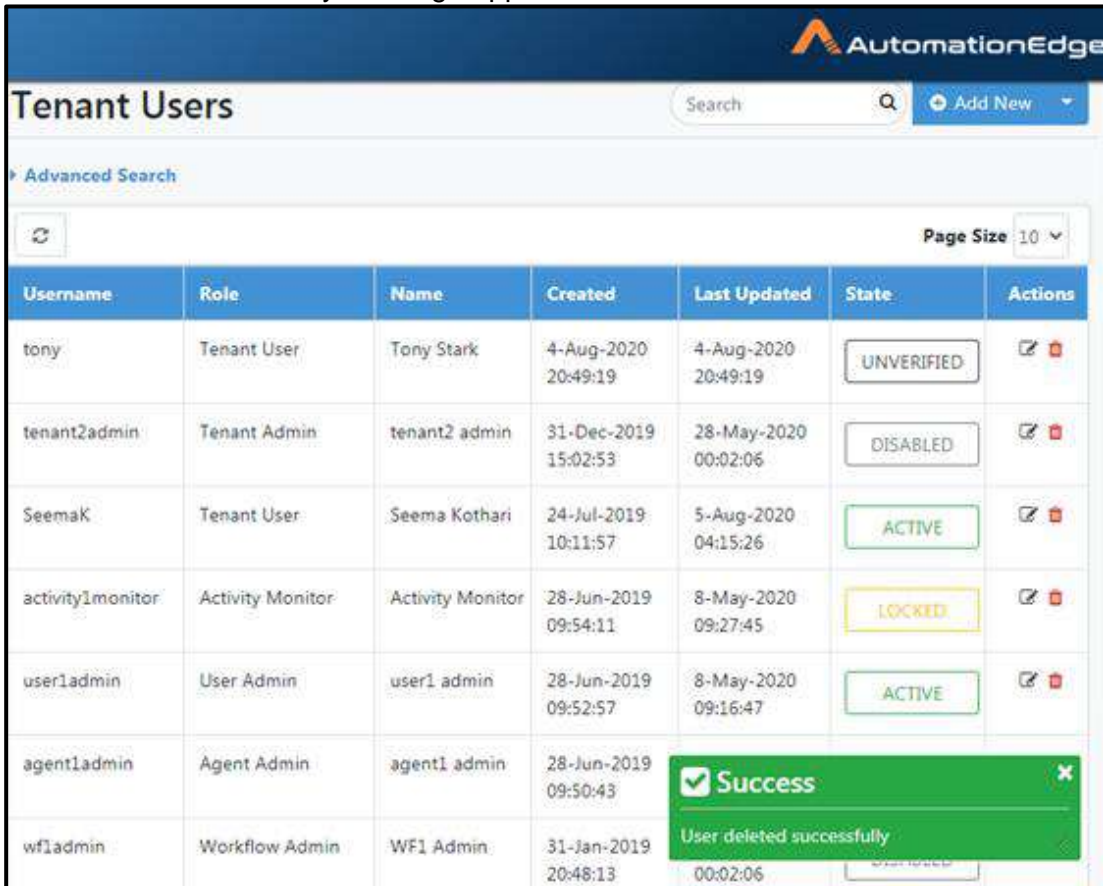 AutomationEdge
Tenant Users
Search
Add New
Advanced Search
Page Size 10
Username Role Name Created Last Updated State Actions
tony Tenant User Tony Stark 4-Aug-2020 4-Aug-2020 UNVERIFIED
20:49:19 20:49:19
tenant2admin Tenant Admin tenant2 admin 31-Dec-2019 28-May-2020 DISABLED
15:02:53 00:02:06
SeemaK Tenant User Seema Kothari 24-Jul-2019 5-Aug-2020 ACTIVE
10:11:57 04:15:26
activity1monitor Activity Monitor Activity Monitor 28-Jun-2019 8-May-2020 LOCKED
09:54:11 09:27:45
user1admin User Admin user1 admin 28-Jun-2019 8-May-2020 ACTIVE
09:52:57 09:16:47
agent1admin Agent Admin agent1 admin 28-Jun-2019
09:50:43
Success
User deleted successfully
wf1admin Workflow Admin WF1 Admin 31-Jan-2019
20:48:13 00:02:06